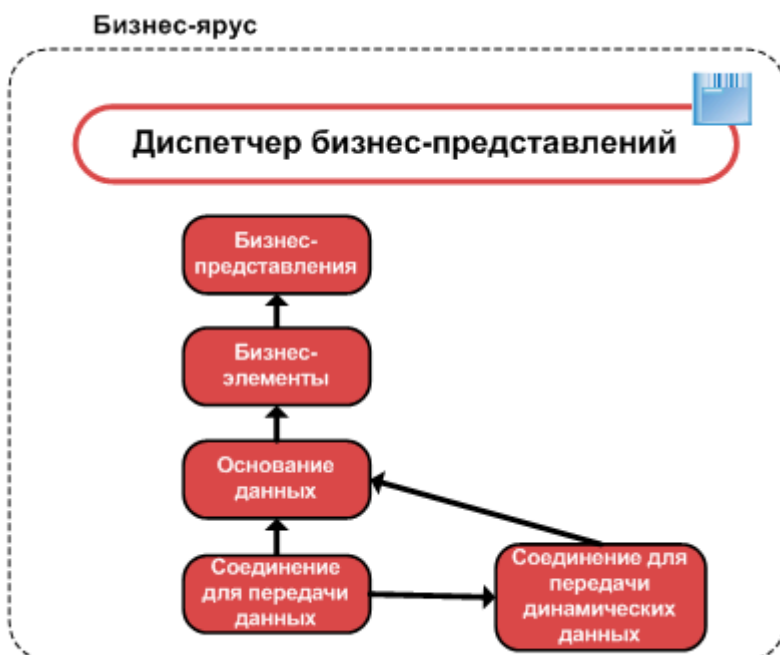 Бизнес-ярус
Диспетчер бизнес-представлений
Бизнес-
представления
Бизнес-
элементы
Основание
данных
Соединение
для передачи
данных
Соединение для
передачи
динамических
данных